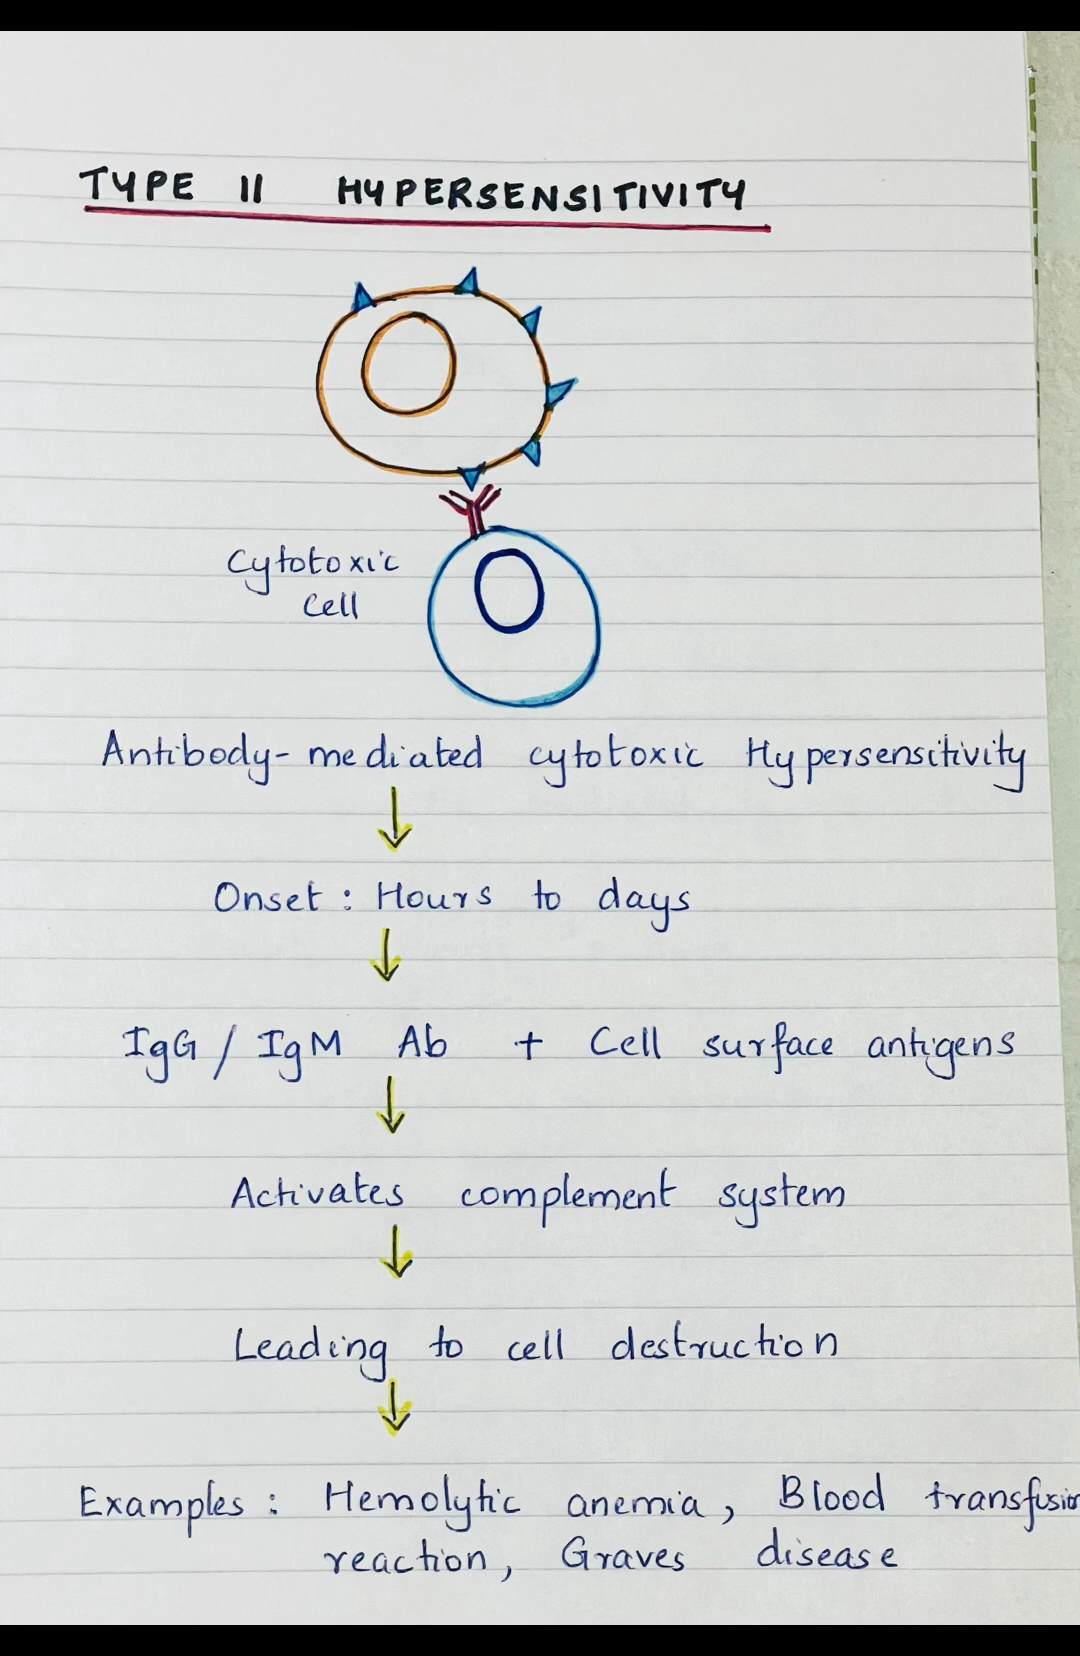 TYPE II HYPERSENSITIVITY
Cytotoxic
Cell
Antibody-mediated cytotoxic Hypersensitivity
Onset: Hours to days
IgG / IgM Ab + Cell surface antigens
Activates complement system
Leading to cell destruction
Examples: Hemolytic anemia, Blood transfusion
reaction, Graves disease